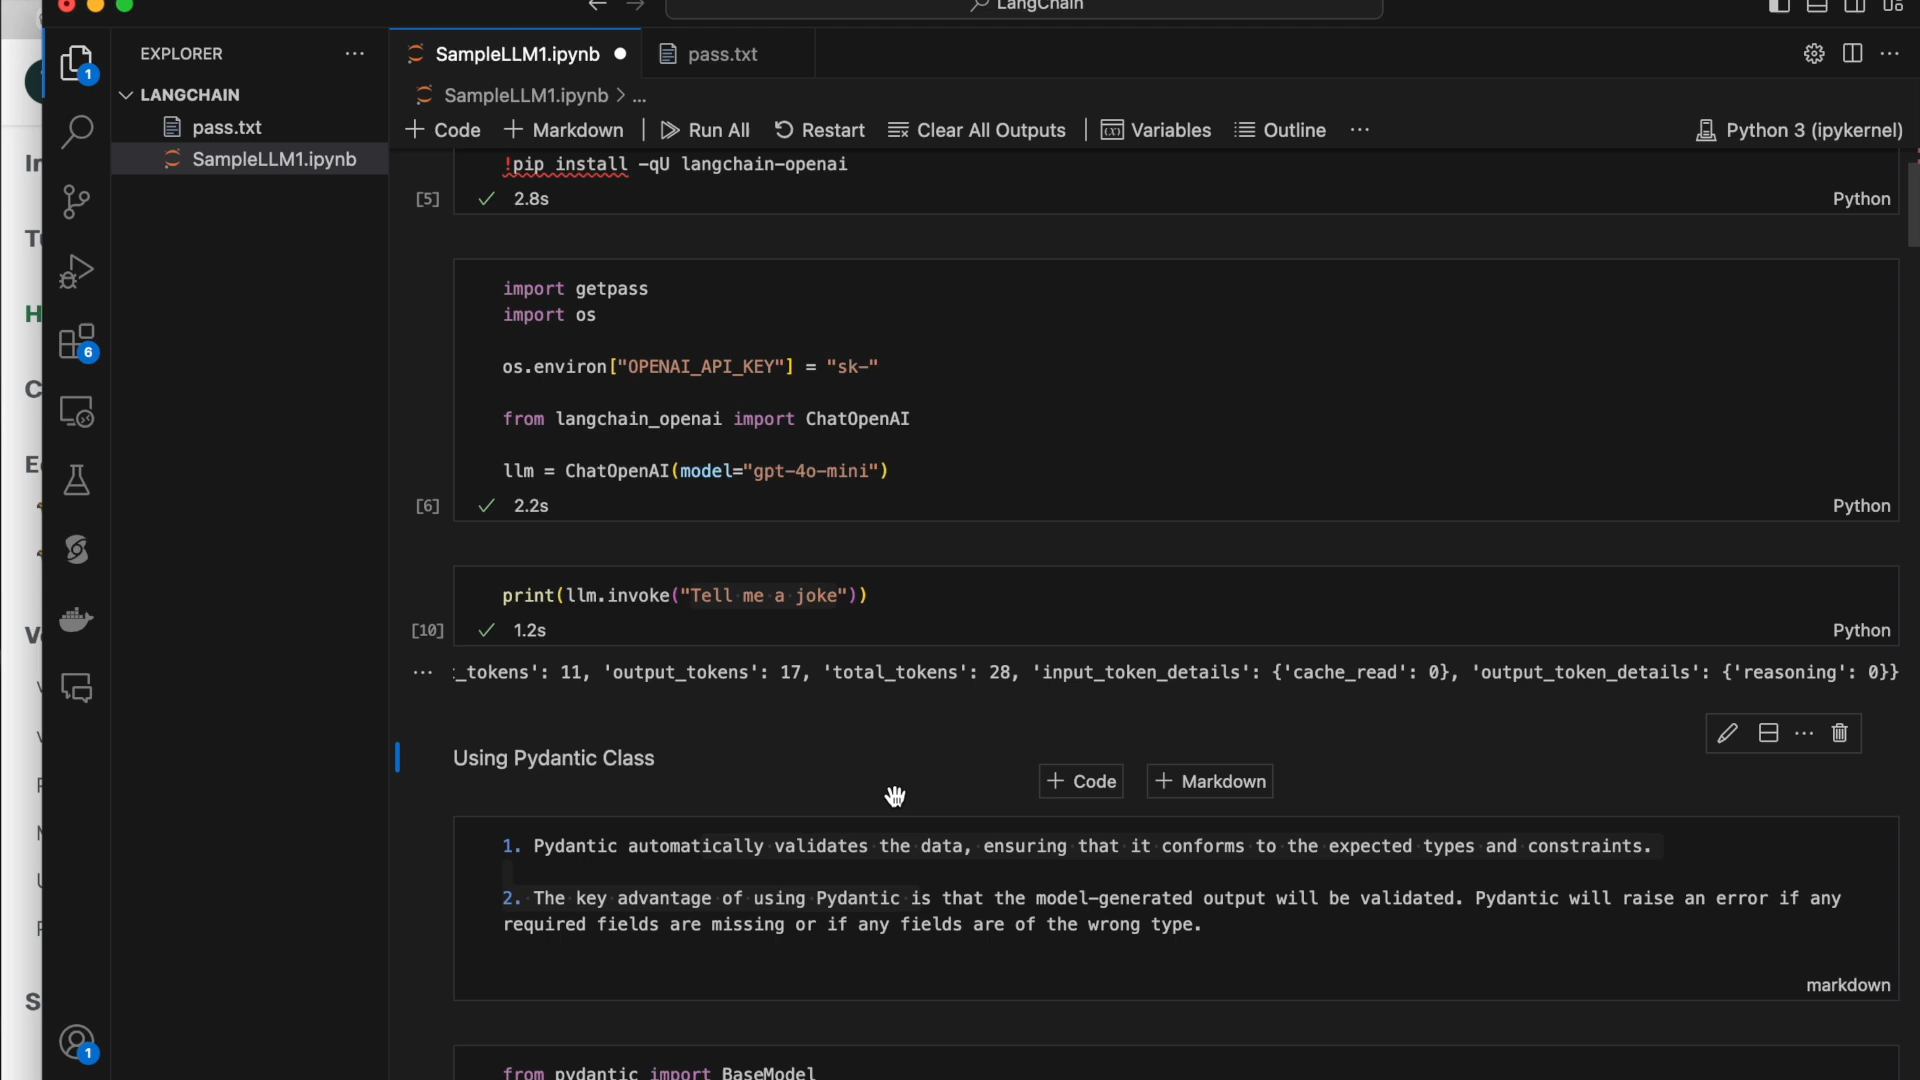 LangChain
EXPLORER
SampleLLM1.ipynb
pass.txt
SampleLLM1.ipynb > ...
LANGCHAIN
pass.txt
SampleLLM1.ipynb
Code
Markdown
Run All
Restart
Clear All Outputs
Variables
Outline
Python 3 (ipykernel)
!pip install -qU langchain-openai
[5]
2.8s
Python
import getpass
import os
os.environ["OPENAI_API_KEY"] = "sk-"
from langchain_openai import ChatOpenAI
llm = ChatOpenAI(model="gpt-4o-mini")
[6]
2.2s
Python
print(llm.invoke("Tell me a joke"))
[10]
1.2s
Python
_tokens': 11, 'output_tokens': 17, 'total_tokens': 28, 'input_token_details': {'cache_read': 0}, 'output_token_details': {'reasoning': 0}}
Using Pydantic Class
Code
Markdown
1. Pydantic automatically validates the data, ensuring that it conforms to the expected types and constraints.
2. The key advantage of using Pydantic is that the model-generated output will be validated. Pydantic will raise an error if any
required fields are missing or if any fields are of the wrong type.
markdown
from pydantic import BaseModel
1
6
1